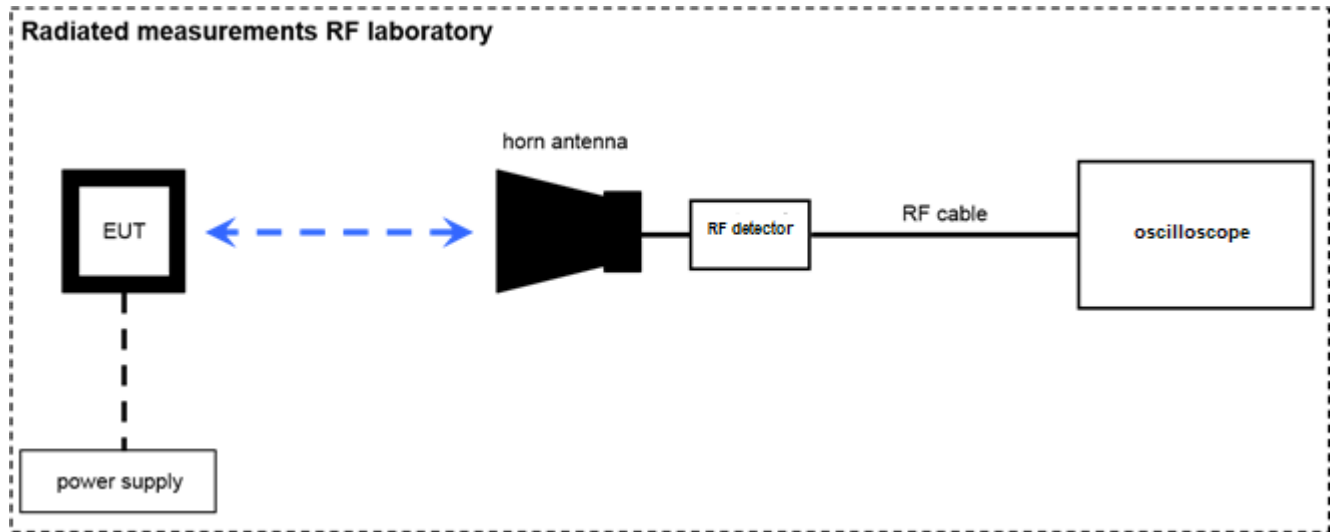 Radiated measurements RF laboratory
horn antenna
EUT
RF detector
RF cable
oscilloscope
power supply